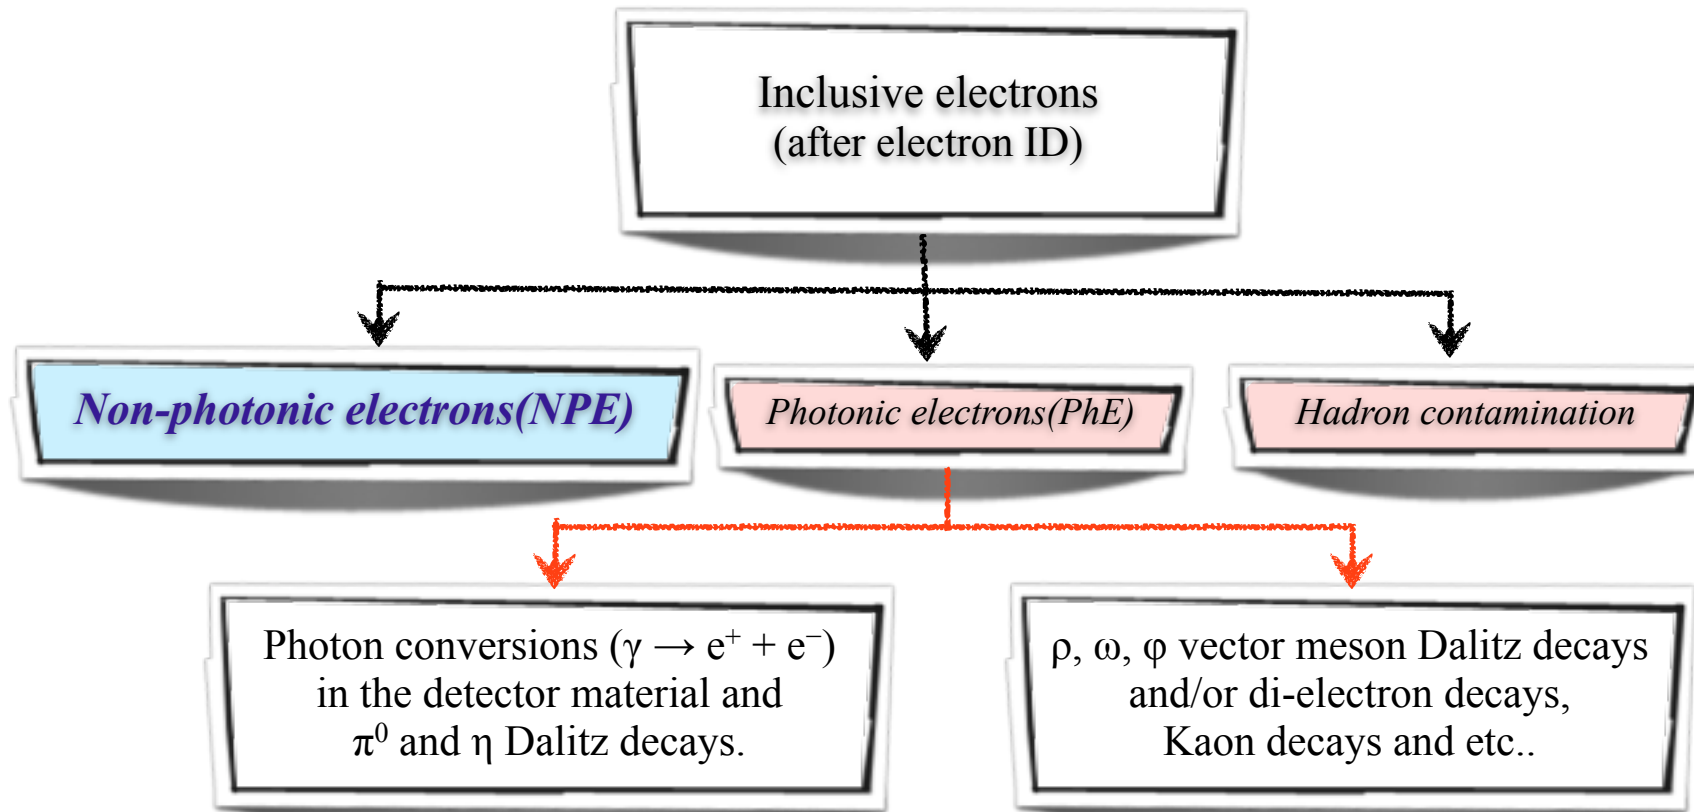 Inclusive electrons
(after electron ID)
Non-photonic electrons(NPE)
Photonic electrons(PhE)
Hadron contamination
Photon conversions (γ → e⁺ + e⁻)
in the detector material and
π⁰ and η Dalitz decays.
ρ, ω, φ vector meson Dalitz decays
and/or di-electron decays,
Kaon decays and etc..